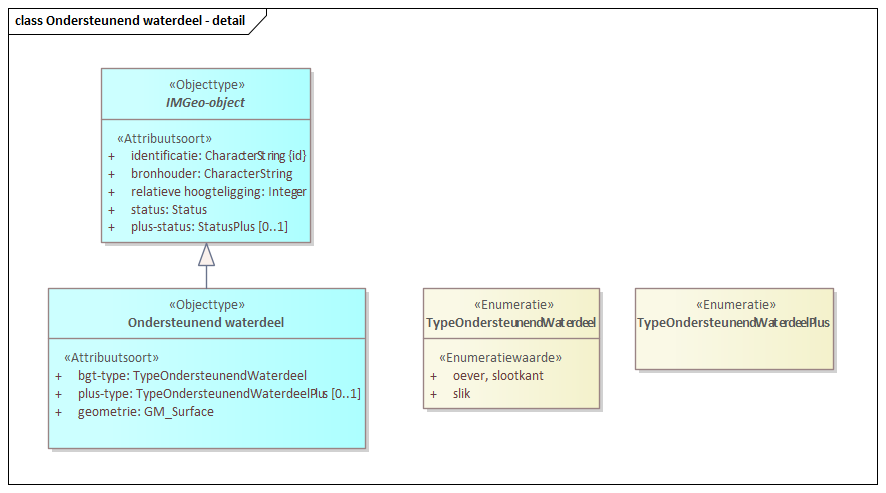 class Ondersteunend waterdeel - detail
«Objecttype»
IMGeo-object
«Attribuutsoort»
+ identificatie: CharacterString {id}
+ bronhouder: CharacterString
+ relatieve hoogteligging: Integer
+ status: Status
+ plus-status: StatusPlus [0..1]
«Objecttype»
Ondersteunend waterdeel
«Attribuutsoort»
+ bgt-type: TypeOndersteunendWaterdeel
+ plus-type: TypeOndersteunendWaterdeelPlus [0..1]
+ geometrie: GM_Surface
«Enumeratie»
TypeOndersteunendWaterdeel
«Enumeratiewaarde»
+ oever, slootkant
+ slik
«Enumeratie»
TypeOndersteunendWaterdeelPlus